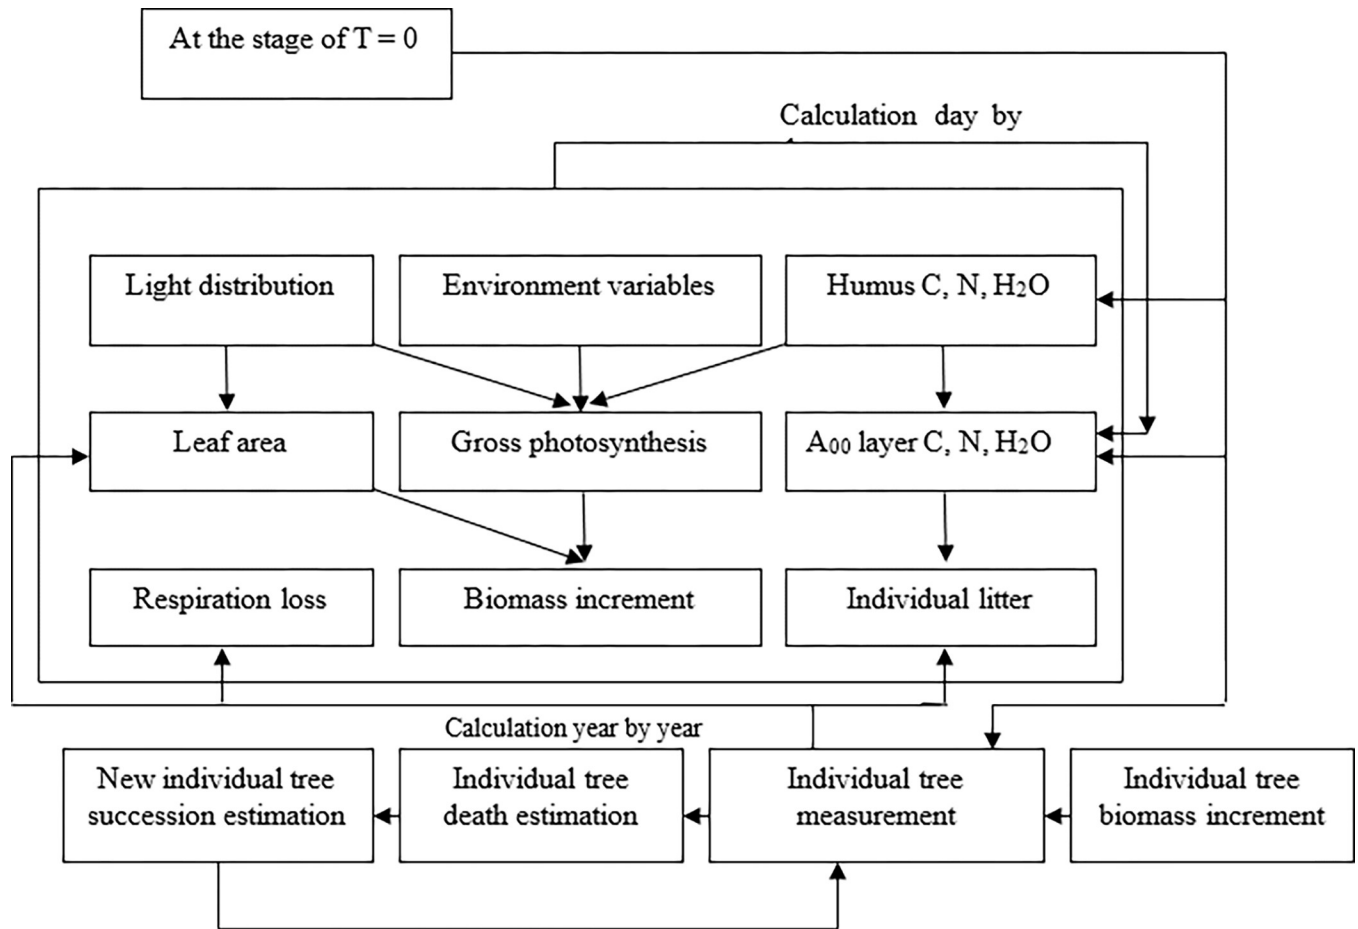 At the stage of T = 0
Calculation day by
Light distribution
Environment variables
Humus C, N, H₂O
Leaf area
Gross photosynthesis
A₀₀ layer C, N, H₂O
Respiration loss
Biomass increment
Individual litter
Calculation year by year
New individual tree
succession estimation
Individual tree
death estimation
Individual tree
measurement
Individual tree
biomass increment